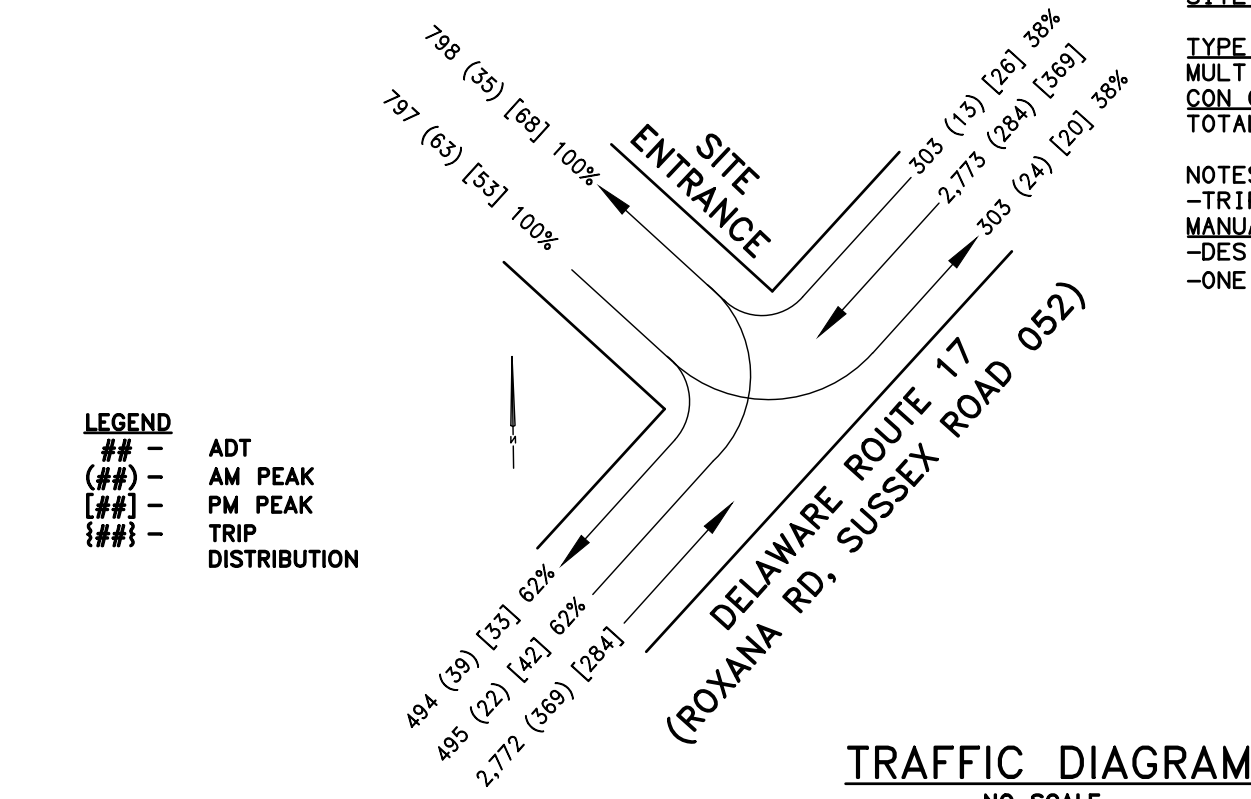 798 (35) [68] 100%
797 (63) [53] 100%
SITE
ENTRANCE
303 (13) [26] 38%
2,773 (284) [369]
303 (24) [20] 38%
TYPE
MULT
CON
TOTAL
NOTES
-TRIP
MANUA
-DES
-ONE
N
LEGEND
## - ADT
(##) - AM PEAK
[##] - PM PEAK
{##} - TRIP
DISTRIBUTION
DELAWARE ROUTE 17
(ROXANA RD, SUSSEX ROAD 052)
494 (39) [33] 62%
495 (22) [42] 62%
2,772 (369) [284]
TRAFFIC DIAGRAM
NO SCALE